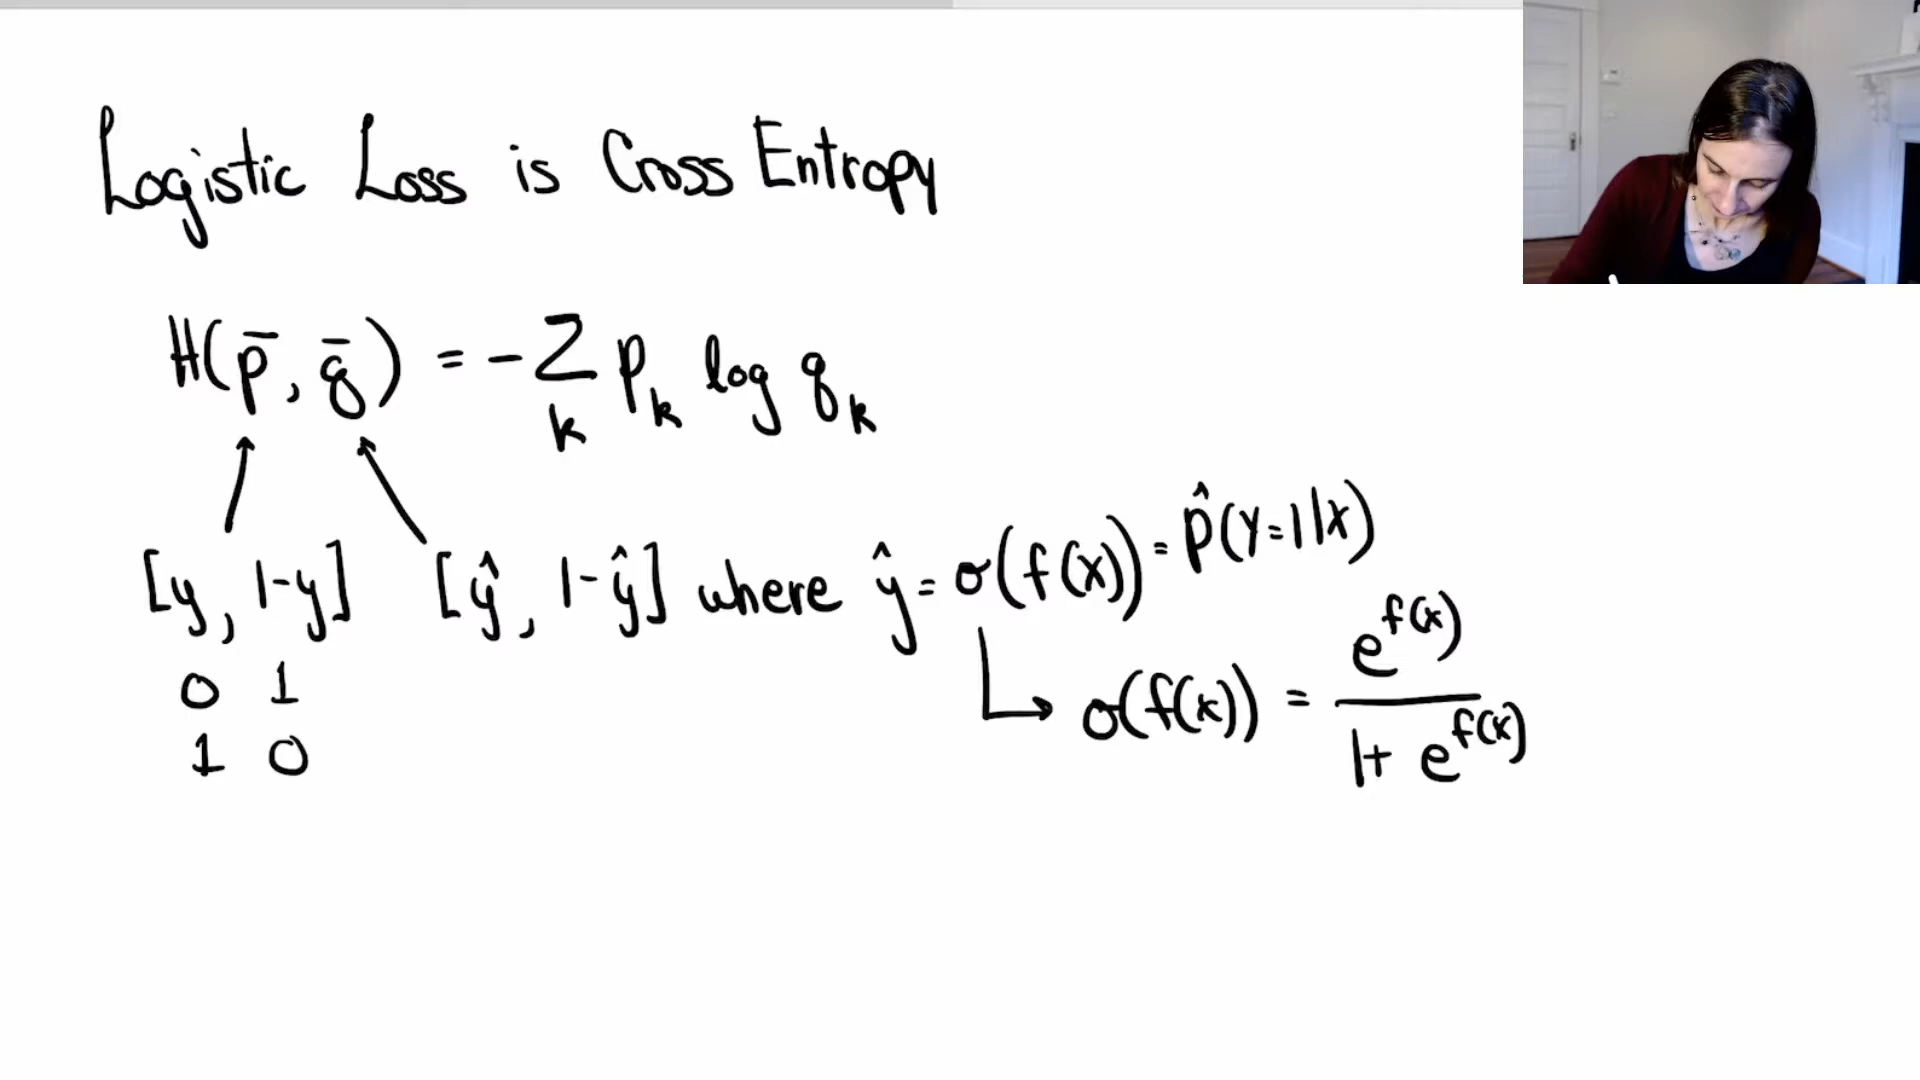 Logistic Loss is Cross Entropy
H(p̄, q̄) = -Σ_k p_k log q_k
[y, 1-y] [ŷ, 1-ŷ] where ŷ = σ(f(x)) = p̂(Y=1|X)
0 1
1 0
σ(f(x)) = e^{f(x)} / (1 + e^{f(x)})